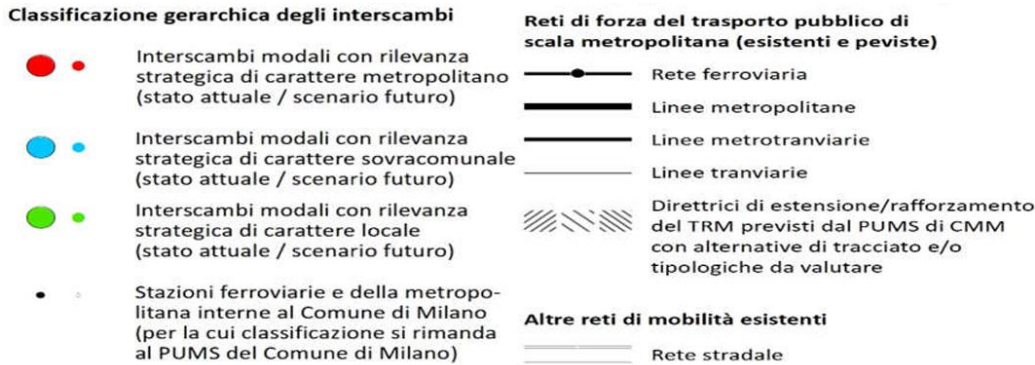 Classificazione gerarchica degli interscambi
Interscambi modali con rilevanza
strategica di carattere metropolitano
(stato attuale / scenario futuro)
Interscambi modali con rilevanza
strategica di carattere sovracomunale
(stato attuale / scenario futuro)
Interscambi modali con rilevanza
strategica di carattere locale
(stato attuale / scenario futuro)
Stazioni ferroviarie e della metropo-
litana interne al Comune di Milano
(per la cui classificazione si rimanda
al PUMS del Comune di Milano)
Reti di forza del trasporto pubblico di
scala metropolitana (esistenti e peviste)
Rete ferroviaria
Linee metropolitane
Linee metrotranviarie
Linee tranviarie
Direttrici di estensione/rafforzamento
del TRM previsti dal PUMS di CMM
con alternative di tracciato e/o
tipologiche da valutare
Altre reti di mobilità esistenti
Rete stradale